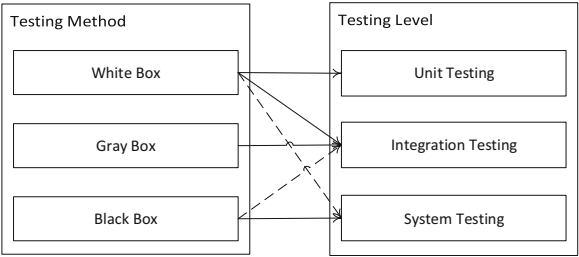 Testing Method
White Box
Gray Box
Black Box
Testing Level
Unit Testing
Integration Testing
System Testing